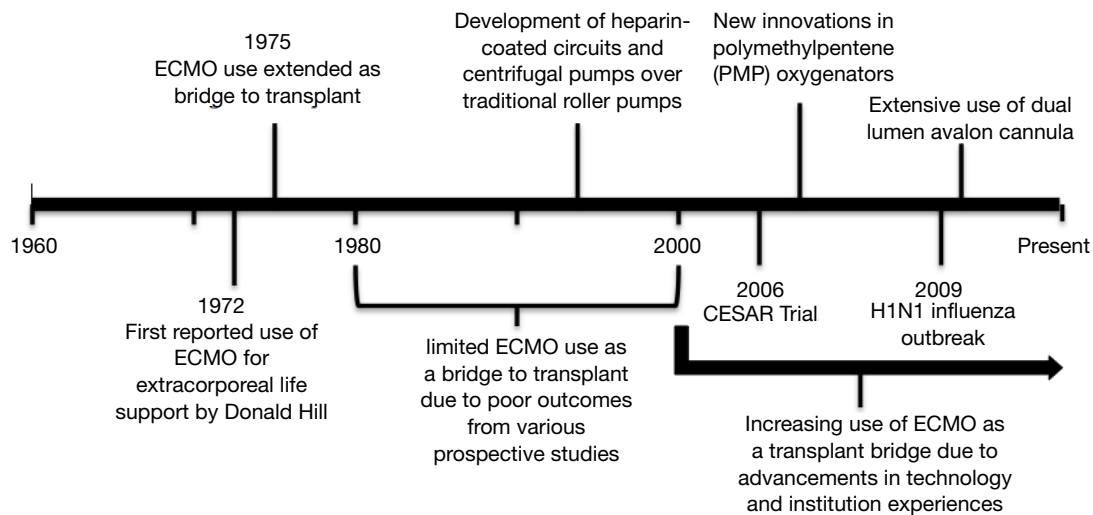 1975
ECMO use extended as
bridge to transplant
Development of heparin-
coated circuits and
centrifugal pumps over
traditional roller pumps
New innovations in
polymethylpentene
(PMP) oxygenators
Extensive use of dual
lumen avalon cannula
1960
1980
2000
Present
1972
First reported use of
ECMO for
extracorporeal life
support by Donald Hill
limited ECMO use as
a bridge to transplant
due to poor outcomes
from various
prospective studies
2006
CESAR Trial
2009
H1N1 influenza
outbreak
Increasing use of ECMO as
a transplant bridge due to
advancements in technology
and institution experiences